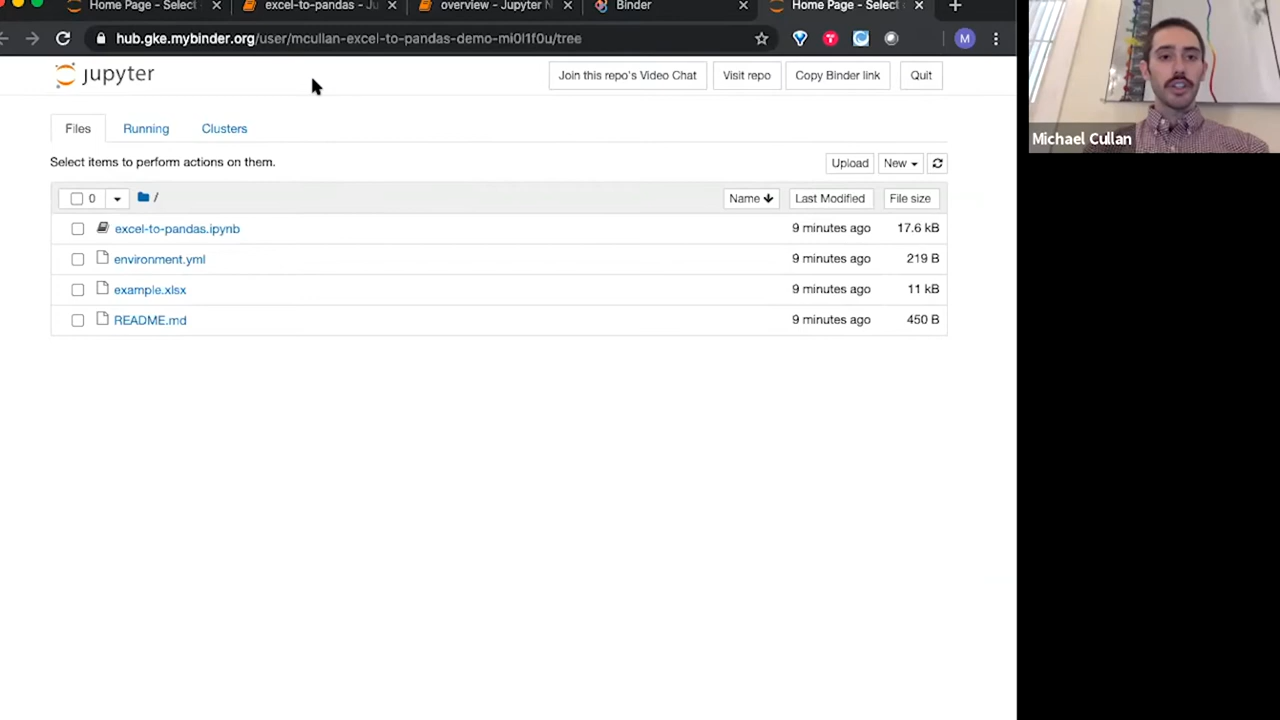 Home Page - Select
excel-to-pandas - Ju
overview - Jupyter N
Binder
Home Page - Select
hub.gke.mybinder.org/user/mcullan-excel-to-pandas-demo-mi0l1f0u/tree
M
jupyter
Join this repo's Video Chat
Visit repo
Copy Binder link
Quit
Michael Cullan
Files
Running
Clusters
Select items to perform actions on them.
Upload
New
0
/
Name
Last Modified
File size
excel-to-pandas.ipynb 9 minutes ago 17.6 kB
environment.yml 9 minutes ago 219 B
example.xlsx 9 minutes ago 11 kB
README.md 9 minutes ago 450 B